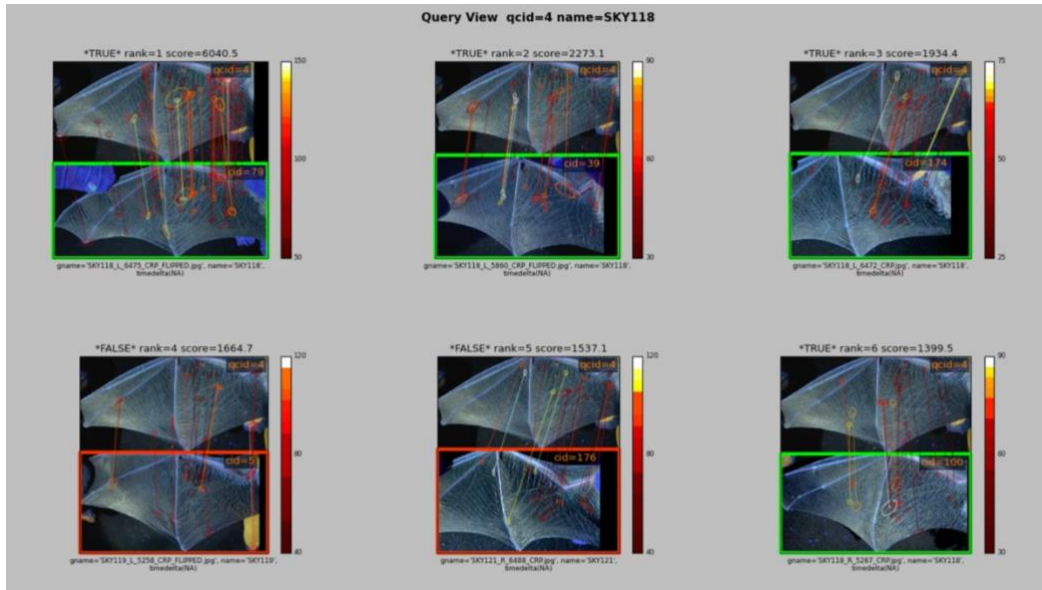 Query View qcid=4 name=SKY118
*TRUE* rank=1 score=6040.5
qcid=4
cid=79
150
100
50
gname='SKY118_L_6475_CRP_FLIPPED.jpg', name='SKY118',
timedelta(NA)
*TRUE* rank=2 score=2273.1
qcid=4
cid=39
90
60
30
gname='SKY118_L_5860_CRP_FLIPPED.jpg', name='SKY118',
timedelta(NA)
*TRUE* rank=3 score=1934.4
qcid=4
cid=174
75
50
25
gname='SKY118_L_6472_CRP.jpg', name='SKY118',
timedelta(NA)
*FALSE* rank=4 score=1664.7
qcid=4
cid=5
120
80
40
gname='SKY119_L_5258_CRP_FLIPPED.jpg', name='SKY119',
timedelta(NA)
*FALSE* rank=5 score=1537.1
qcid=4
cid=176
120
80
40
gname='SKY121_R_6488_CRP.jpg', name='SKY121',
timedelta(NA)
*TRUE* rank=6 score=1399.5
qcid=4
cid=100
90
60
30
gname='SKY118_R_5267_CRP.jpg', name='SKY118',
timedelta(NA)